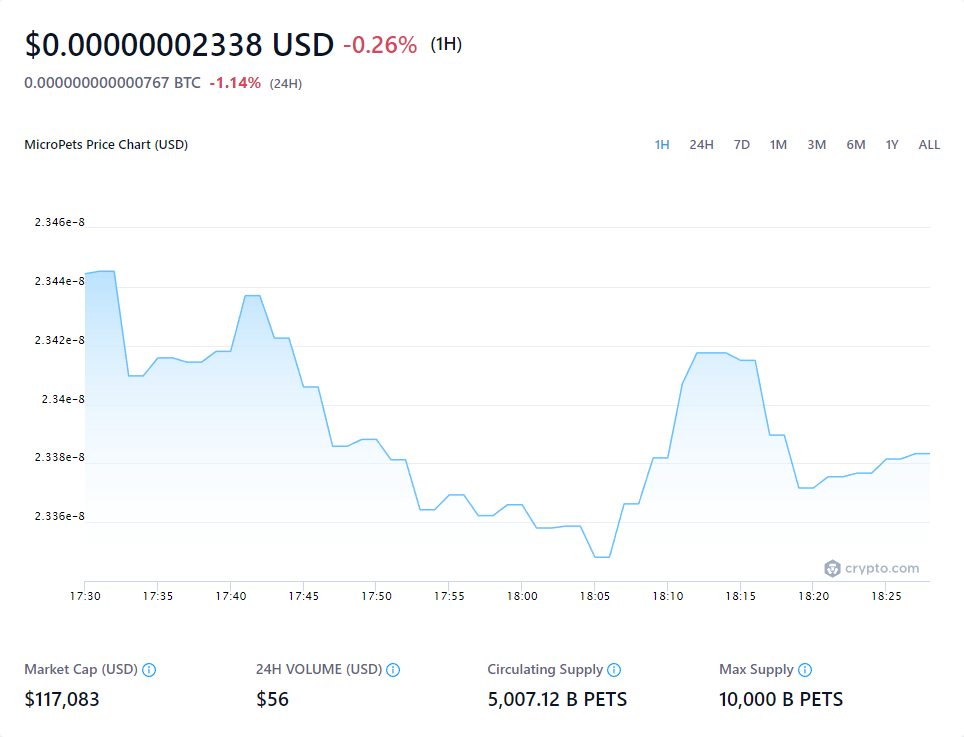 $0.00000002338 USD -0.26% (1H)
0.000000000000767 BTC -1.14% (24H)
MicroPets Price Chart (USD) 1H 24H 7D 1M 3M 6M 1Y ALL
2.346e-8
2.344e-8
2.342e-8
2.34e-8
2.338e-8
2.336e-8
crypto.com
17:30 17:35 17:40 17:45 17:50 17:55 18:00 18:05 18:10 18:15 18:20 18:25
Market Cap (USD) 24H VOLUME (USD) Circulating Supply Max Supply
$117,083 $56 5,007.12 B PETS 10,000 B PETS